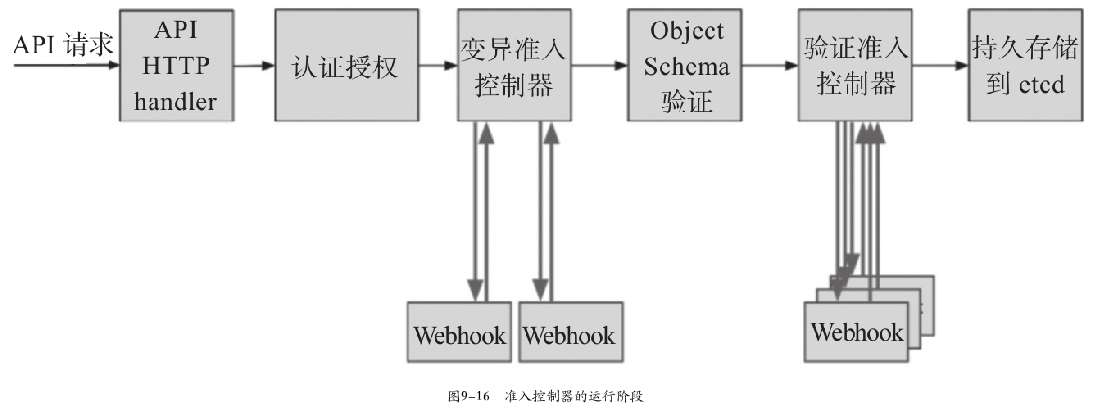 API 请求
API
HTTP
handler
认证授权
变异准入
控制器
Object
Schema
验证
验证准入
控制器
持久存储
到 etcd
Webhook
Webhook
Webhook
图9-16 准入控制器的运行阶段